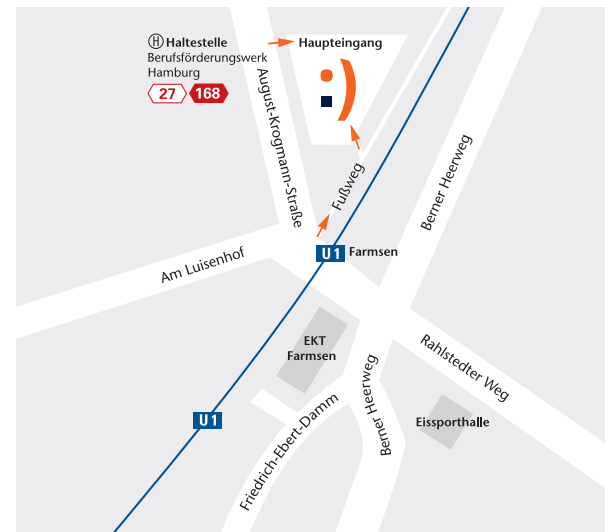 H Haltestelle
Berufsförderungswerk
Hamburg
27 168
Haupteingang
August-Krogmann-Straße
Fußweg
Berner Heerweg
Am Luisenhof
U1 Farmsen
EKT
Farmsen
Rahlstedter Weg
Berner Heerweg
Eissporthalle
U1
Friedrich-Ebert-Damm